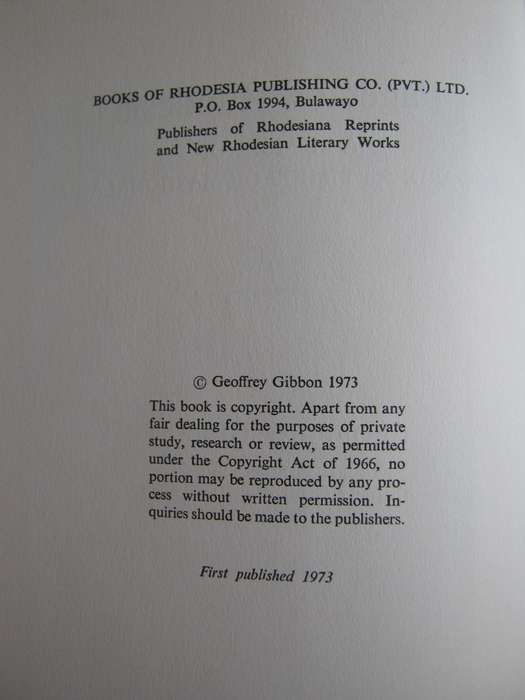 BOOKS OF RHODESIA PUBLISHING CO. (PVT.) LTD.
P.O. Box 1994, Bulawayo
Publishers of Rhodesiana Reprints
and New Rhodesian Literary Works
© Geoffrey Gibbon 1973
This book is copyright. Apart from any
fair dealing for the purposes of private
study, research or review, as permitted
under the Copyright Act of 1966, no
portion may be reproduced by any pro-
cess without written permission. In-
quiries should be made to the publishers.
First published 1973